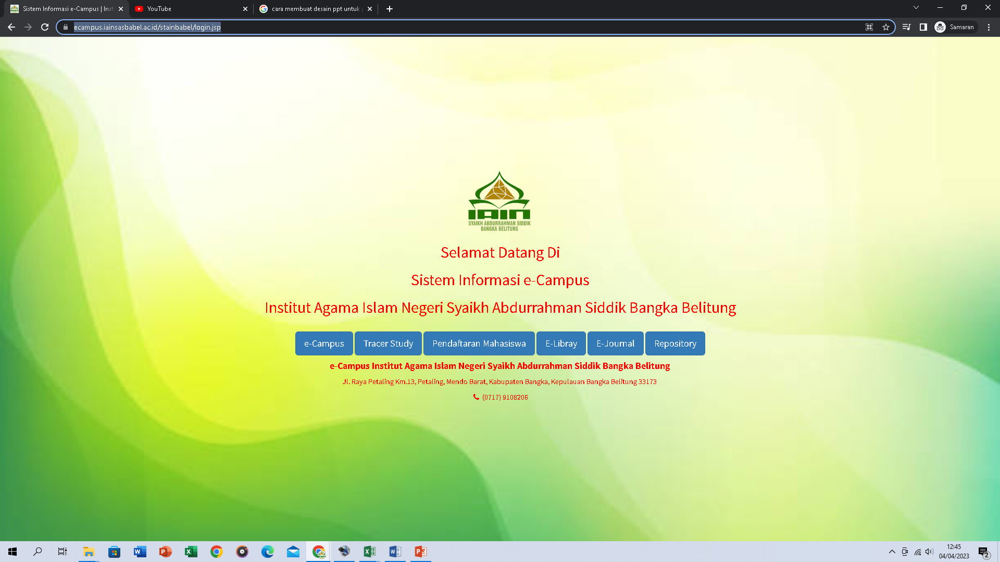 Sistem Informasi e-Campus | Inst
YouTube
cara membuat desain ppt untuk
ecampus.iainsasbabel.ac.id/stainbabel/login.jsp
Samaran
IAIN
SYAIKH ABDURRAHMAN SIDDIK
BANGKA BELITUNG
Selamat Datang Di
Sistem Informasi e-Campus
Institut Agama Islam Negeri Syaikh Abdurrahman Siddik Bangka Belitung
e-Campus Tracer Study Pendaftaran Mahasiswa E-Libray E-Journal Repository
e-Campus Institut Agama Islam Negeri Syaikh Abdurrahman Siddik Bangka Belitung
Jl. Raya Petaling Km.13, Petaling, Mendo Barat, Kabupaten Bangka, Kepulauan Bangka Belitung 33173
(0717) 9108206
12:45
04/04/2023
2